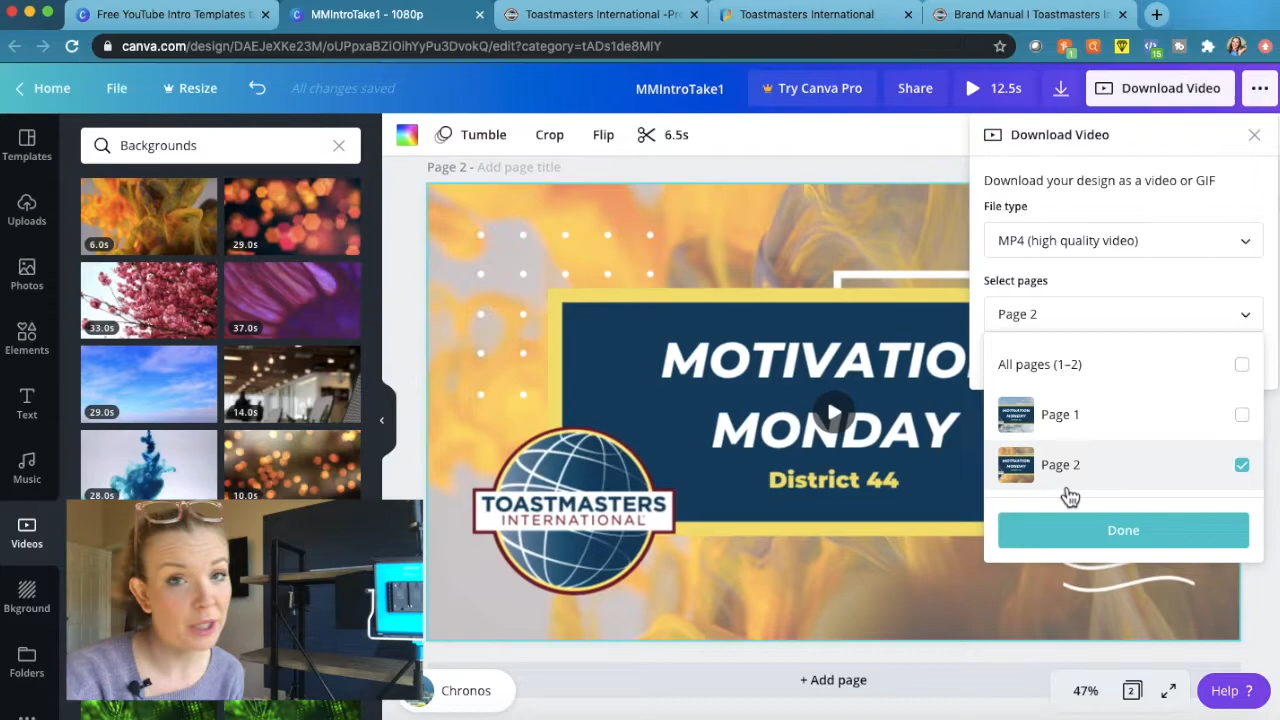 Free YouTube Intro Templates t
MMIntroTake1 - 1080p
Toastmasters International -Pr
Toastmasters International
Brand Manual | Toastmasters In
canva.com/design/DAEJeXKe23M/oUPpxaBZiOihYyPu3DvokQ/edit?category=tADs1de8MlY
Home
File
Resize
All changes saved
MMIntroTake1
Try Canva Pro
Share
12.5s
Download Video
Templates
Uploads
Photos
Elements
Text
Music
Videos
Bkground
Folders
Backgrounds
6.0s
29.0s
33.0s
37.0s
29.0s
14.0s
28.0s
10.0s
Tumble
Crop
Flip
6.5s
Page 2 - Add page title
MOTIVATIO
MONDAY
District 44
TOASTMASTERS
INTERNATIONAL
Chronos
+ Add page
47%
2
Help ?
Download Video
Download your design as a video or GIF
File type
MP4 (high quality video)
Select pages
Page 2
All pages (1–2)
Page 1
Page 2
Done